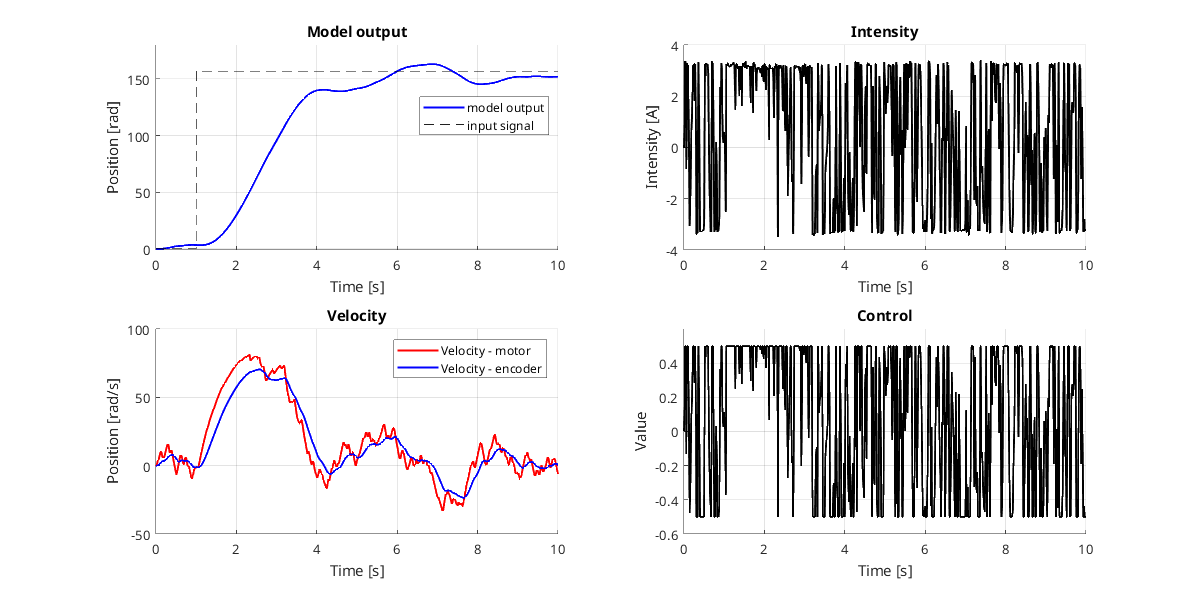 Model output
Position [rad]
150
100
50
0
model output
input signal
0 2 4 6 8 10
Time [s]
Intensity
Intensity [A]
4
2
0
-2
-4
0 2 4 6 8 10
Time [s]
Velocity
Position [rad/s]
100
50
0
-50
Velocity - motor
Velocity - encoder
0 2 4 6 8 10
Time [s]
Control
Value
0.4
0.2
0
-0.2
-0.4
-0.6
0 2 4 6 8 10
Time [s]